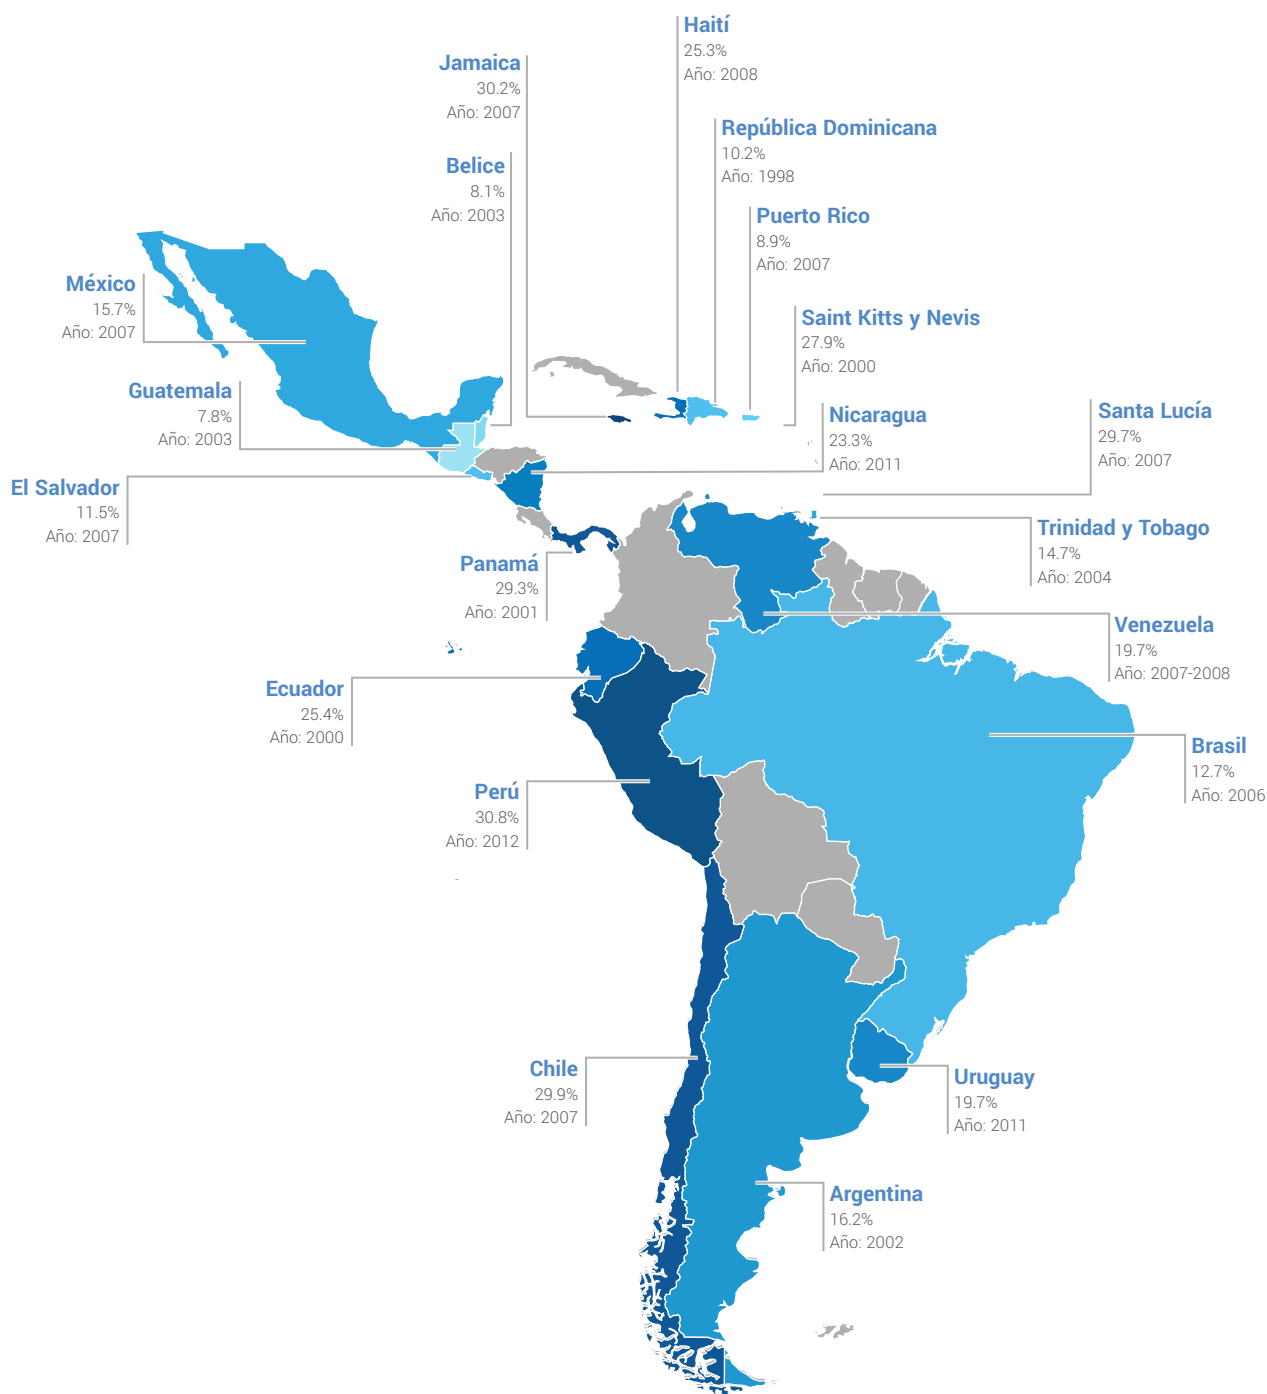 Haití
25.3%
Año: 2008
Jamaica
30.2%
Año: 2007
República Dominicana
10.2%
Año: 1998
Belice
8.1%
Año: 2003
Puerto Rico
8.9%
Año: 2007
México
15.7%
Año: 2007
Saint Kitts y Nevis
27.9%
Año: 2000
Guatemala
7.8%
Año: 2003
Nicaragua
23.3%
Año: 2011
Santa Lucía
29.7%
Año: 2007
El Salvador
11.5%
Año: 2007
Trinidad y Tobago
14.7%
Año: 2004
Panamá
29.3%
Año: 2001
Venezuela
19.7%
Año: 2007-2008
Ecuador
25.4%
Año: 2000
Brasil
12.7%
Año: 2006
Perú
30.8%
Año: 2012
Chile
29.9%
Año: 2007
Uruguay
19.7%
Año: 2011
Argentina
16.2%
Año: 2002